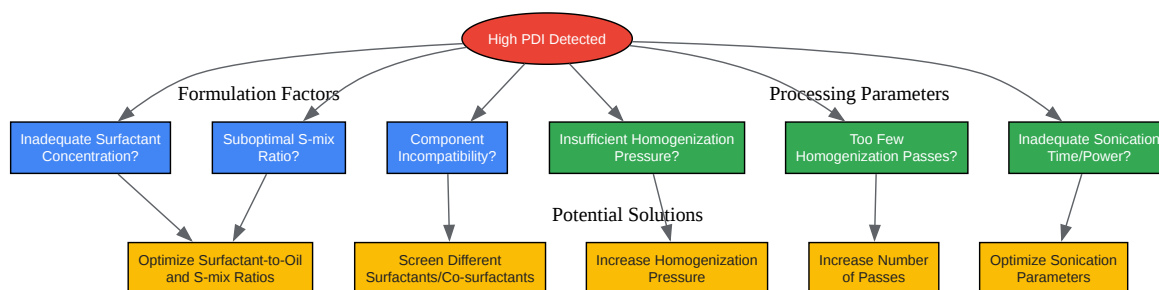 High PDI Detected
Formulation Factors
Processing Parameters
Inadequate Surfactant
Concentration?
Suboptimal S-mix
Ratio?
Component
Incompatibility?
Insufficient Homogenization
Pressure?
Too Few
Homogenization Passes?
Inadequate Sonication
Time/Power?
Potential Solutions
Optimize Surfactant-to-Oil
and S-mix Ratios
Screen Different
Surfactants/Co-surfactants
Increase Homogenization
Pressure
Increase Number
of Passes
Optimize Sonication
Parameters